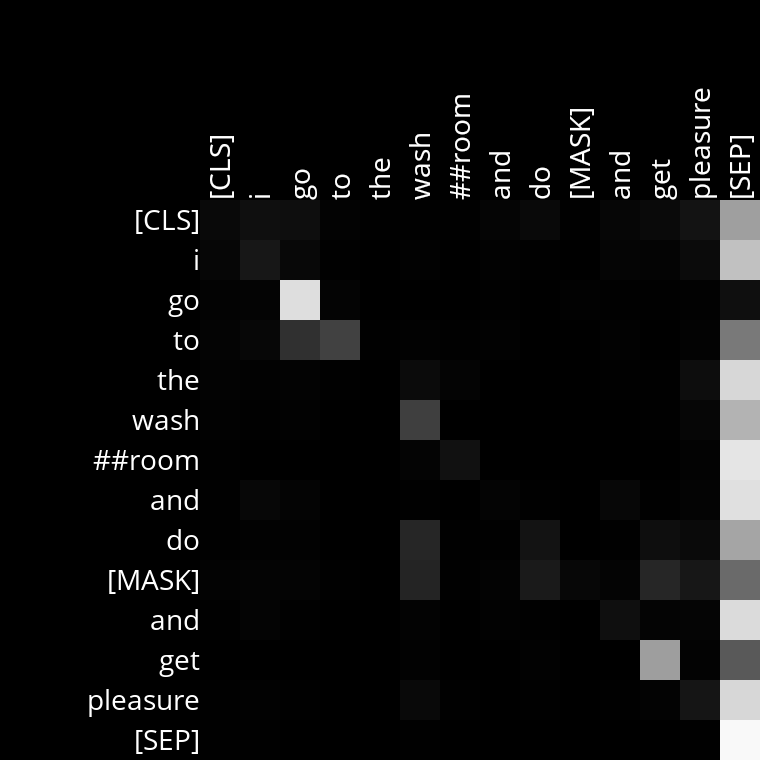 [CLS]
i
go
to
the
wash
##room
and
do
[MASK]
and
get
pleasure
[SEP]
[CLS]
i
go
to
the
wash
##room
and
do
[MASK]
and
get
pleasure
[SEP]